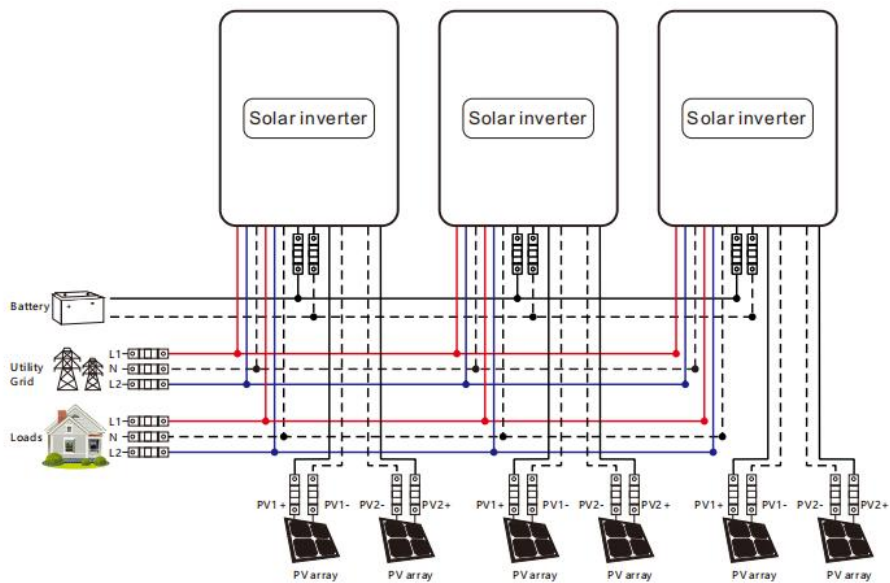 Solar inverter
Solar inverter
Solar inverter
Battery
Utility
Grid
L1
N
L2
Loads
L1
N
L2
PV1+
PV1-
PV2-
PV2+
PV1+
PV1-
PV2-
PV2+
PV1+
PV1-
PV2-
PV2+
PV array
PV array
PV array
PV array
PV array
PV array